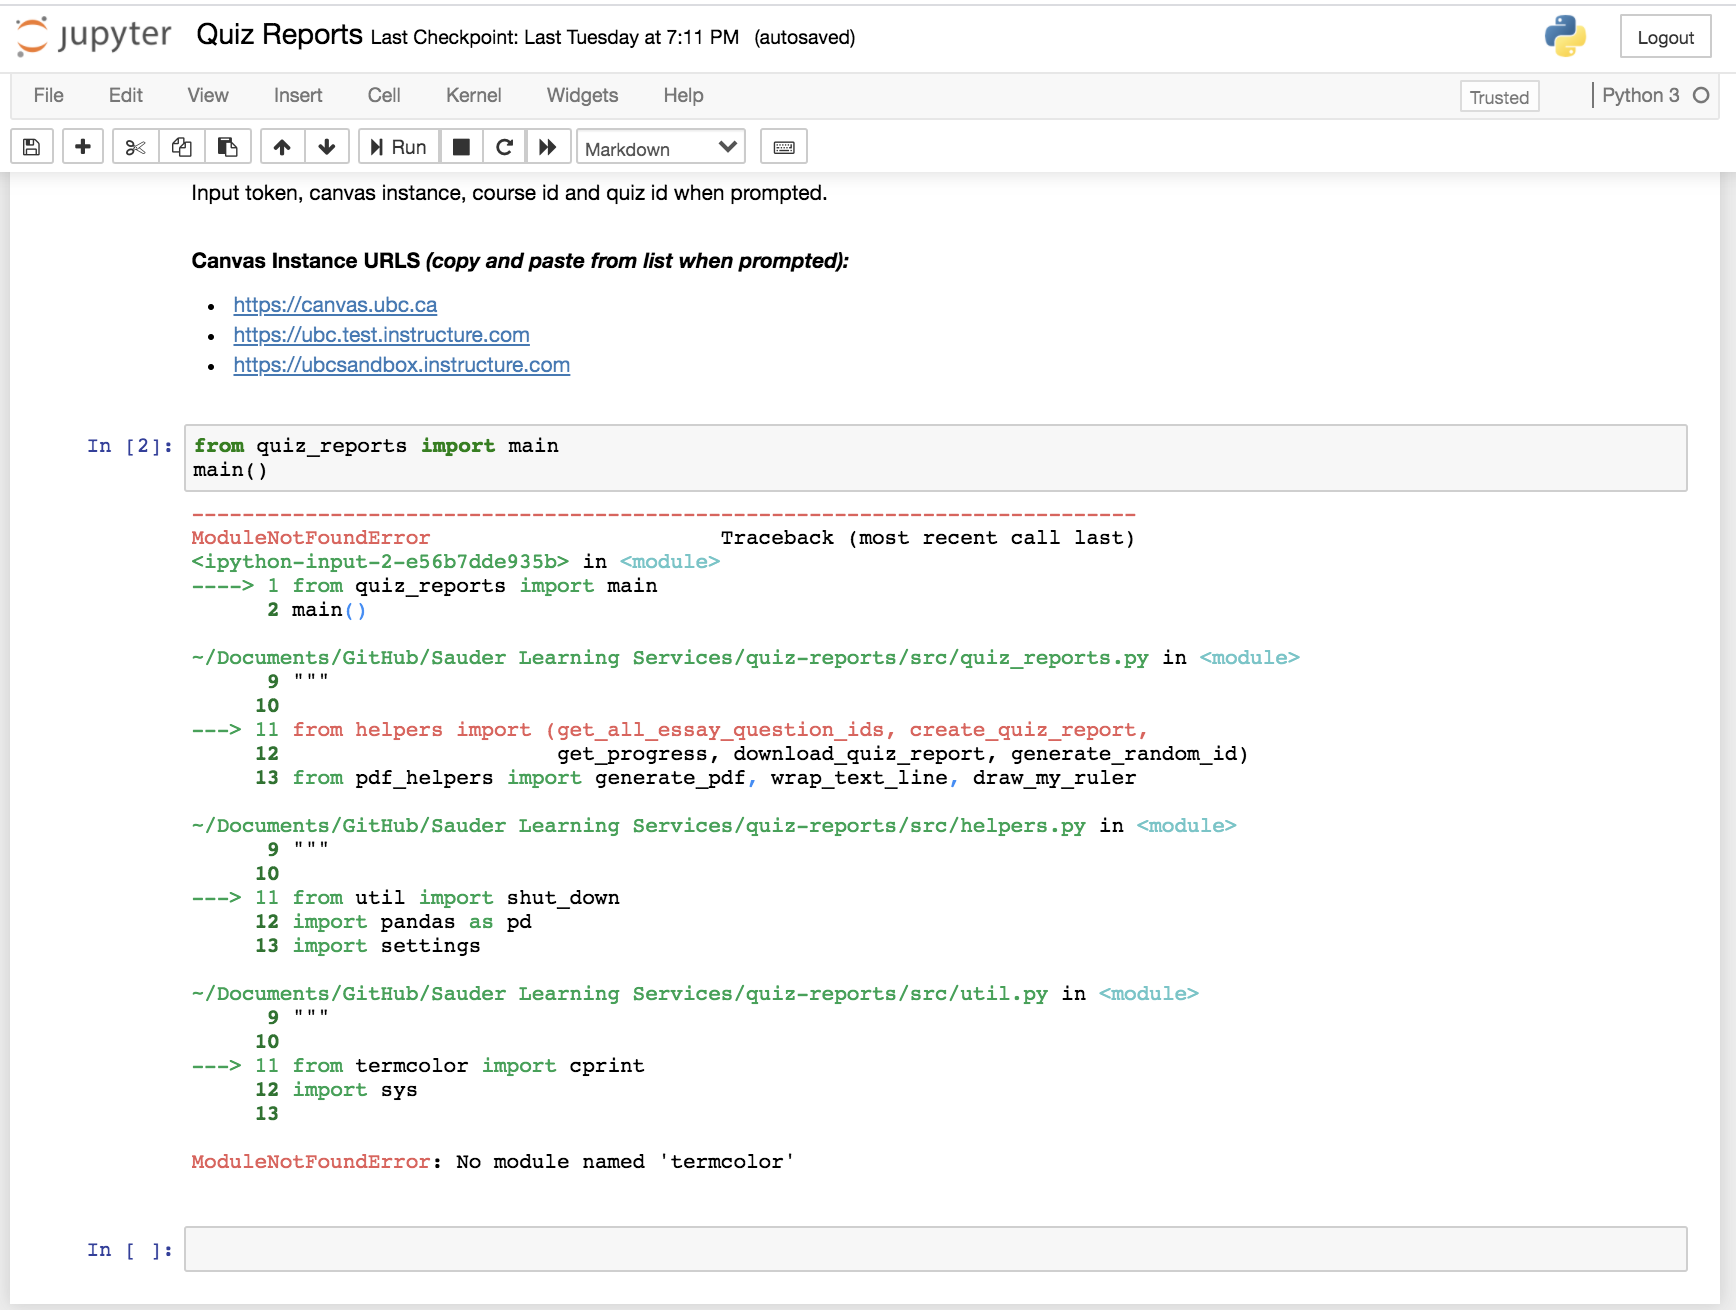 jupyter Quiz Reports Last Checkpoint: Last Tuesday at 7:11 PM (autosaved) Logout
File Edit View Insert Cell Kernel Widgets Help Trusted Python 3
Run Markdown
Input token, canvas instance, course id and quiz id when prompted.
Canvas Instance URLS (copy and paste from list when prompted):
• https://canvas.ubc.ca
• https://ubc.test.instructure.com
• https://ubcsandbox.instructure.com
In [2]: from quiz_reports import main
main()
---------------------------------------------------------------------------
ModuleNotFoundError                       Traceback (most recent call last)
<ipython-input-2-e56b7dde935b> in <module>
----> 1 from quiz_reports import main
      2 main()
~/Documents/GitHub/Sauder Learning Services/quiz-reports/src/quiz_reports.py in <module>
      9 """
     10
---> 11 from helpers import (get_all_essay_question_ids, create_quiz_report,
     12                      get_progress, download_quiz_report, generate_random_id)
     13 from pdf_helpers import generate_pdf, wrap_text_line, draw_my_ruler
~/Documents/GitHub/Sauder Learning Services/quiz-reports/src/helpers.py in <module>
      9 """
     10
---> 11 from util import shut_down
     12 import pandas as pd
     13 import settings
~/Documents/GitHub/Sauder Learning Services/quiz-reports/src/util.py in <module>
      9 """
     10
---> 11 from termcolor import cprint
     12 import sys
     13
ModuleNotFoundError: No module named 'termcolor'
In [ ]: